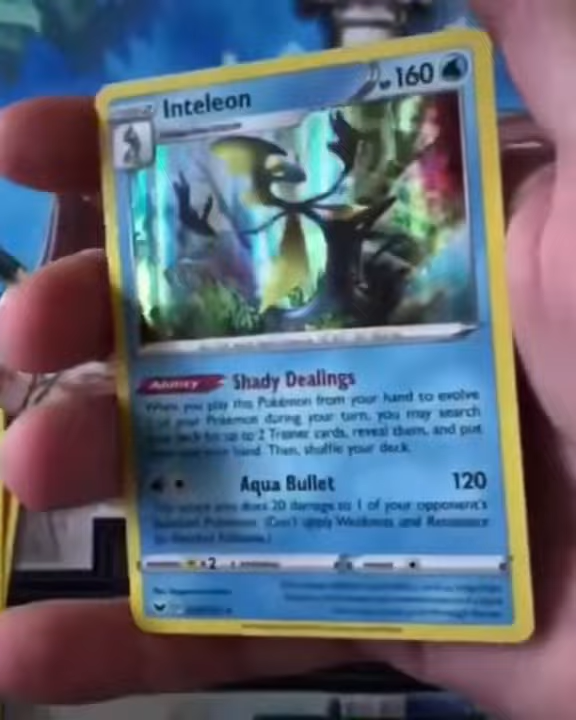 Inteleon
HP 160
Ability Shady Dealings
When you play this Pokémon from your hand to evolve
1 of your Pokémon during your turn, you may search
your deck for up to 2 Trainer cards, reveal them, and put
them into your hand. Then, shuffle your deck.
Aqua Bullet 120
This attack also does 20 damage to 1 of your opponent's
Benched Pokémon. (Don't apply Weakness and Resistance
for Benched Pokémon.)
×2